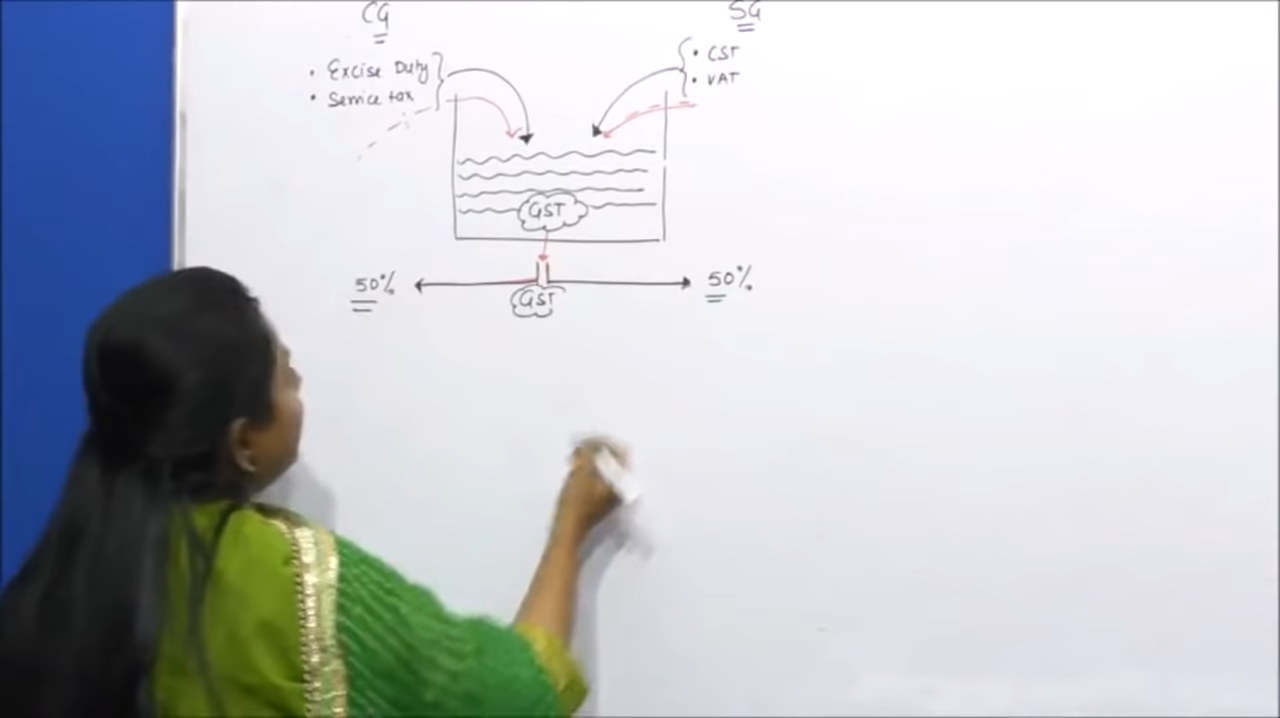 CG
SG
• Excise Duty
• Service tax
• CST
• VAT
GST
50%
50%
GST